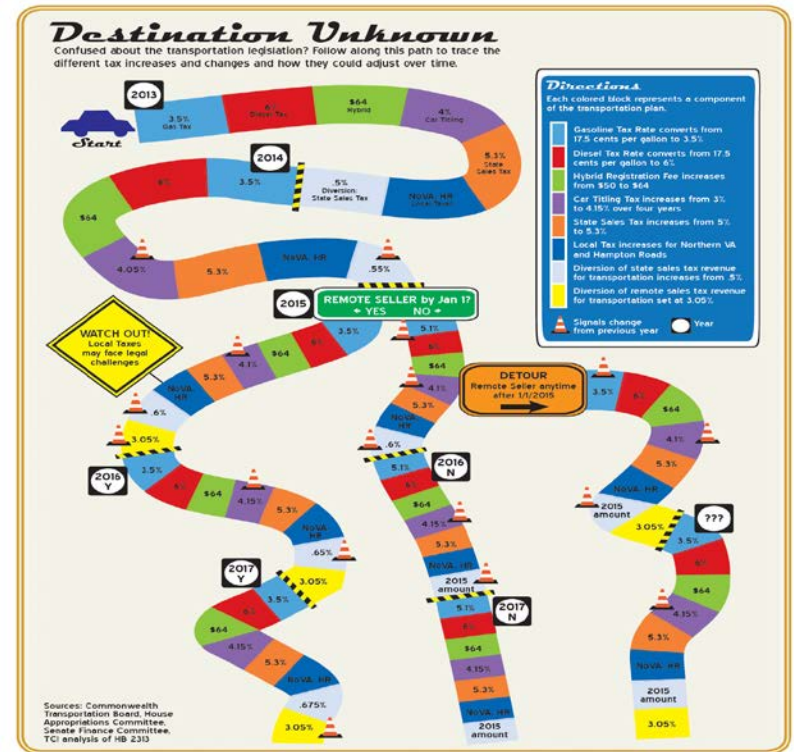 Destination Unknown
Confused about the transportation legislation? Follow along this path to trace the
different tax increases and changes and how they could adjust over time.
Start
2013
3.5%
Gas Tax
6%
Diesel Tax
$64
Hybrid
4%
Car Titling
5.3%
State
Sales Tax
NoVA, HR
Local Taxes
.5%
Diversion:
State Sales Tax
2014
3.5%
6%
$64
4.05%
5.3%
NoVA, HR
.55%
2015
REMOTE SELLER by Jan 1?
YES NO
3.5%
6%
$64
4.1%
5.3%
NoVA,
HR
.6%
3.05%
WATCH OUT!
Local Taxes
may face legal
challenges
2016
Y
3.5%
6%
$64
4.15%
5.3%
NoVA,
HR
.65%
3.05%
2017
Y
3.5%
6%
$64
4.15%
5.3%
NoVA, HR
.675%
3.05%
5.1%
6%
$64
4.1%
5.3%
NoVA,
HR
.6%
2016
N
5.1%
6%
$64
4.15%
5.3%
NoVA, HR
2015
amount
2017
N
5.1%
6%
$64
4.15%
5.3%
NoVA, HR
2015
amount
DETOUR
Remote Seller anytime
after 1/1/2015
3.5%
6%
$64
4.1%
5.3%
NoVA, HR
2015
amount
3.05%
???
3.5%
6%
$64
4.15%
5.3%
NoVA, HR
2015
amount
3.05%
Directions
Each colored block represents a component
of the transportation plan.
Gasoline Tax Rate converts from
17.5 cents per gallon to 3.5%
Diesel Tax Rate converts from 17.5
cents per gallon to 6%
Hybrid Registration Fee increases
from $50 to $64
Car Titling Tax increases from 3%
to 4.15% over four years
State Sales Tax increases from 5%
to 5.3%
Local Tax increases for Northern VA
and Hampton Roads
Diversion of state sales tax revenue
for transportation increases from .5%
Diversion of remote sales tax revenue
for transportation set at 3.05%
Signals change
from previous year
Year
Sources: Commonwealth
Transportation Board, House
Appropriations Committee,
Senate Finance Committee,
TCI analysis of HB 2313